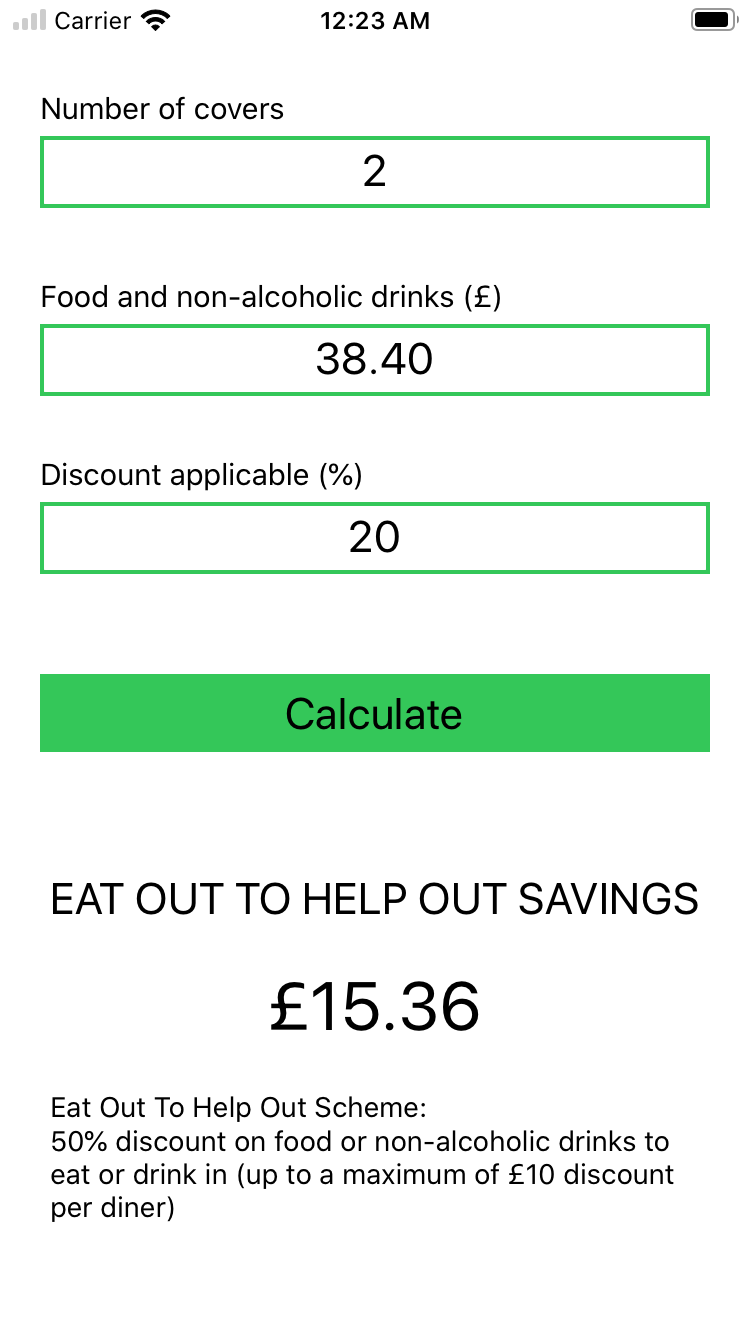 Carrier 12:23 AM
Number of covers
2
Food and non-alcoholic drinks (£)
38.40
Discount applicable (%)
20
Calculate
EAT OUT TO HELP OUT SAVINGS
£15.36
Eat Out To Help Out Scheme:
50% discount on food or non-alcoholic drinks to
eat or drink in (up to a maximum of £10 discount
per diner)